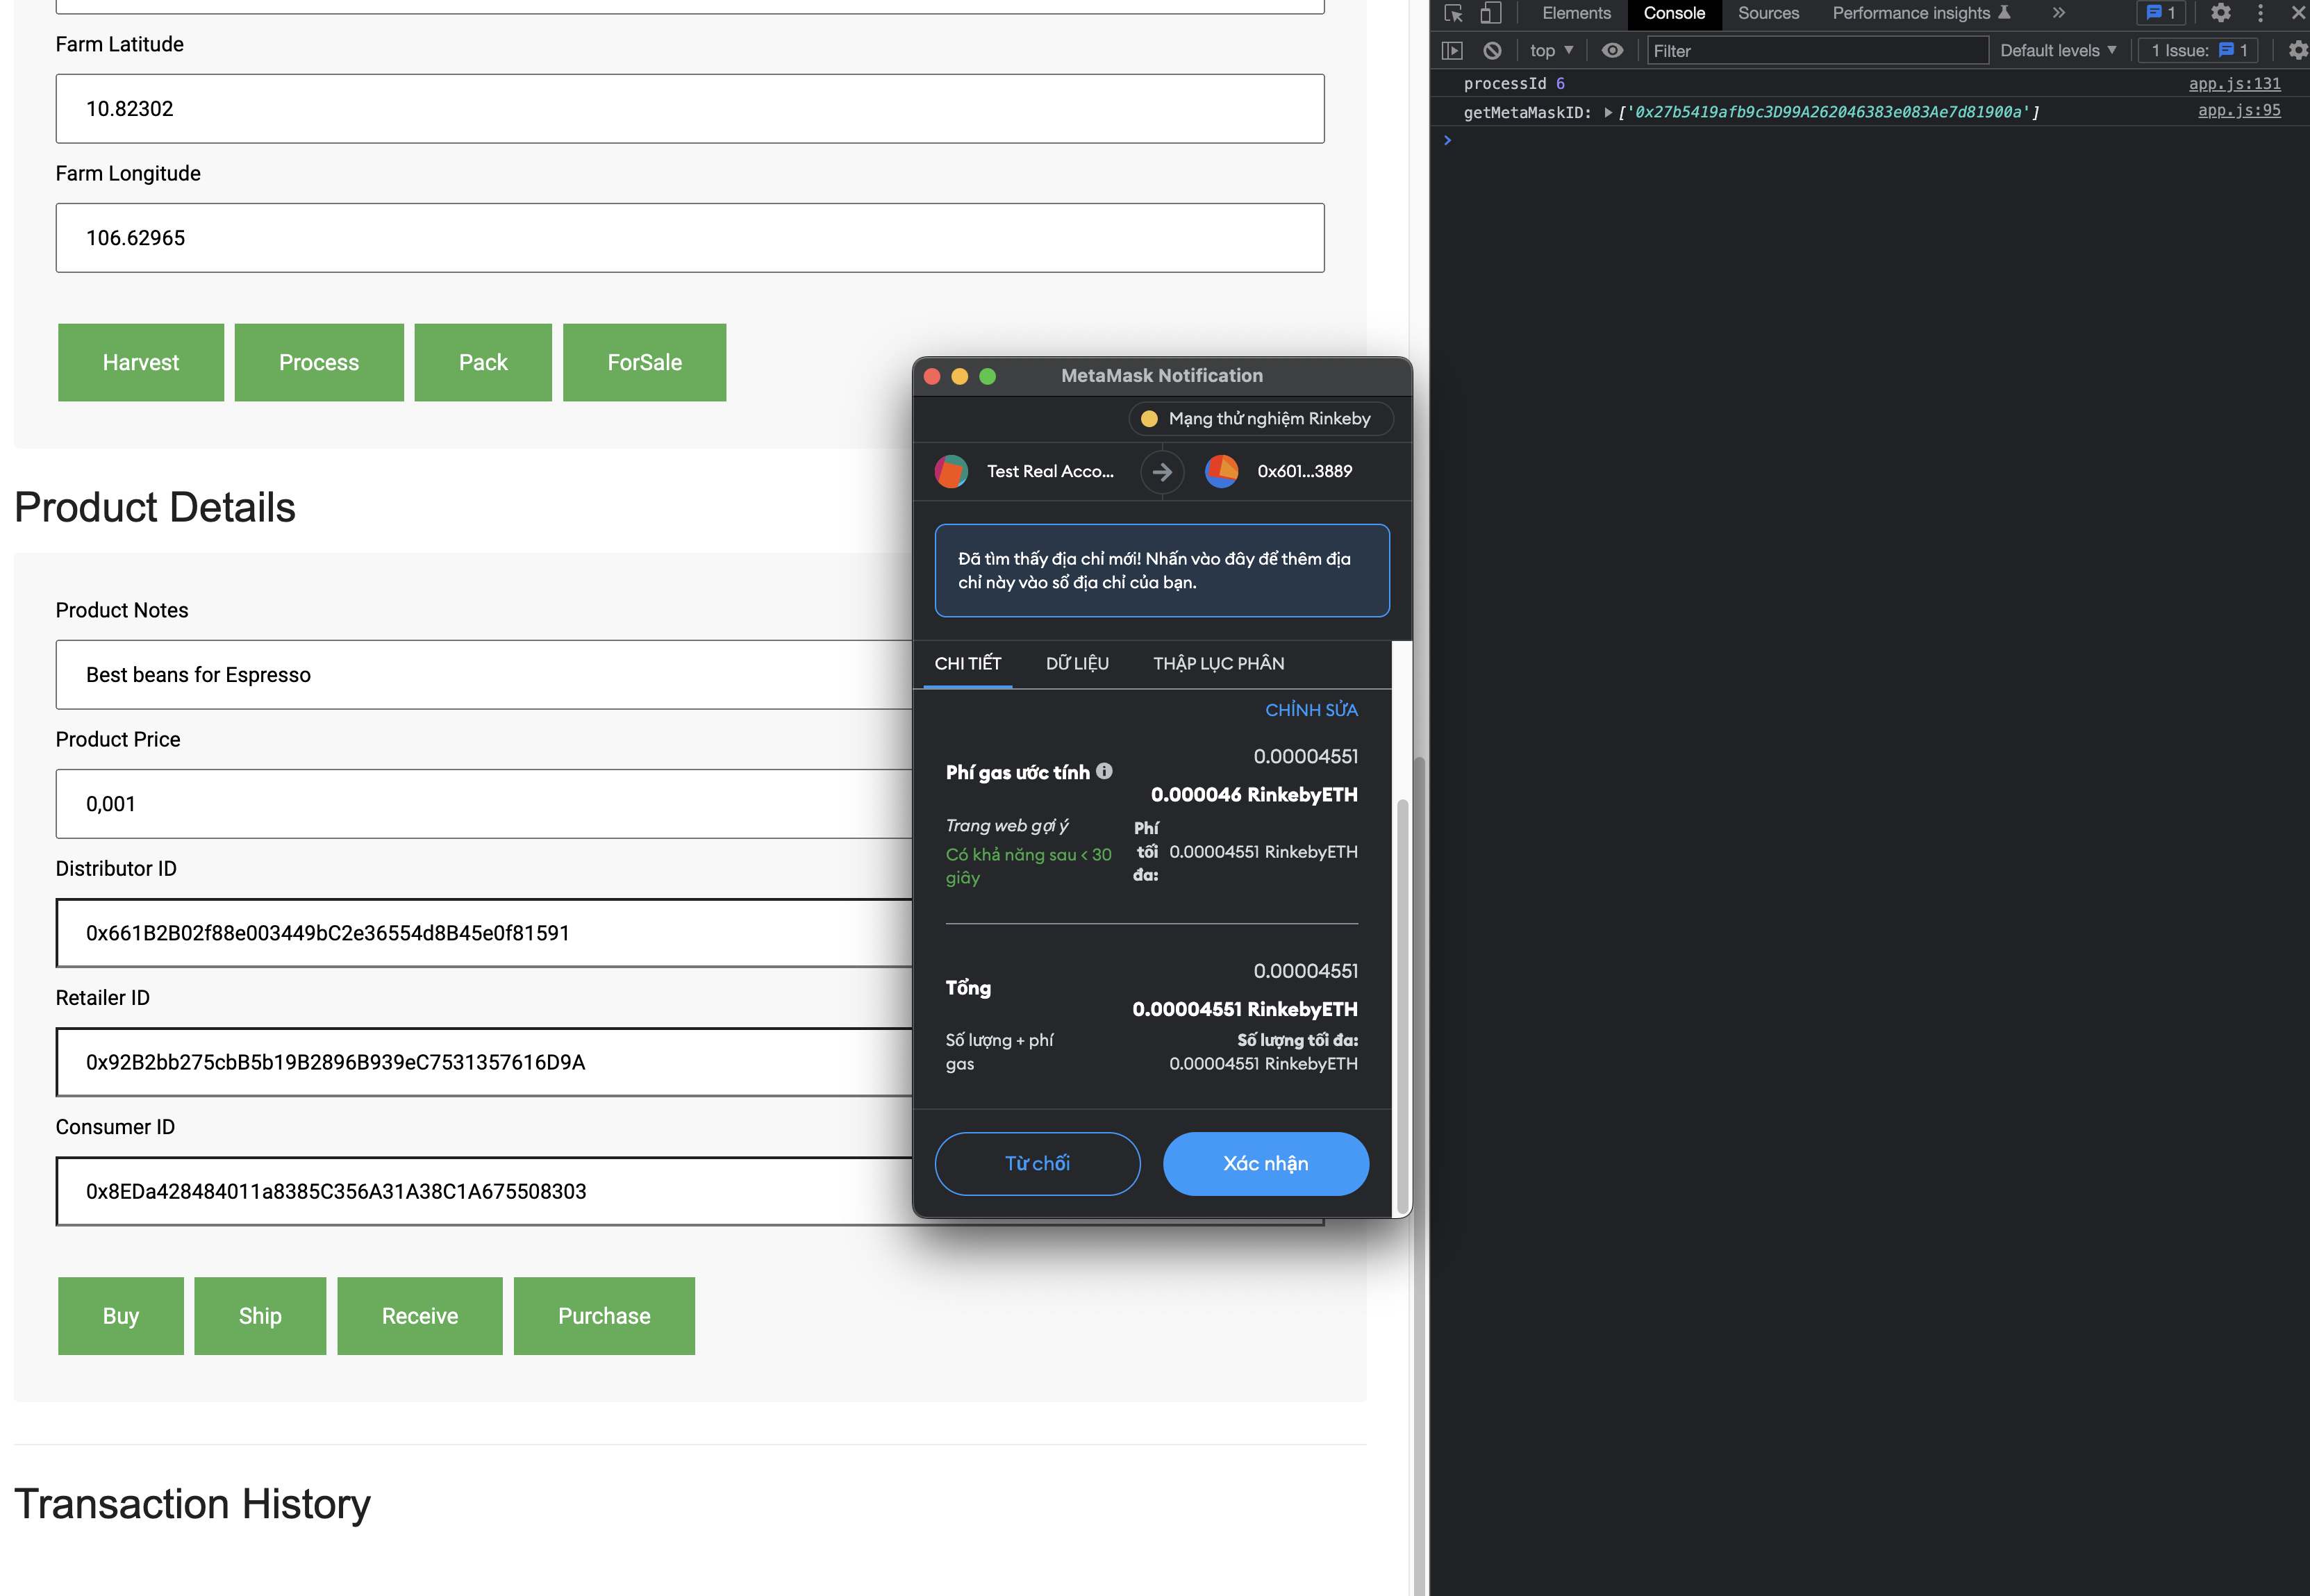 Farm Latitude
10.82302
Farm Longitude
106.62965
Harvest
Process
Pack
ForSale
Product Details
Product Notes
Best beans for Espresso
Product Price
0,001
Distributor ID
0x661B2B02f88e003449bC2e36554d8B45e0f81591
Retailer ID
0x92B2bb275cbB5b19B2896B939eC7531357616D9A
Consumer ID
0x8EDa428484011a8385C356A31A38C1A675508303
Buy
Ship
Receive
Purchase
Transaction History
MetaMask Notification
Mạng thử nghiệm Rinkeby
Test Real Acco...
0x601...3889
Đã tìm thấy địa chỉ mới! Nhấn vào đây để thêm địa
chỉ này vào sổ địa chỉ của bạn.
CHI TIẾT
DỮ LIỆU
THẬP LỤC PHÂN
CHỈNH SỬA
Phí gas ước tính
0.00004551
0.000046 RinkebyETH
Trang web gợi ý
Có khả năng sau < 30
giây
Phí
tối
đa:
0.00004551 RinkebyETH
Tổng
0.00004551
0.00004551 RinkebyETH
Số lượng + phí
gas
Số lượng tối đa:
0.00004551 RinkebyETH
Từ chối
Xác nhận
Elements
Console
Sources
Performance insights
1
top
Filter
Default levels
1 Issue:
1
processId 6
app.js:131
getMetaMaskID: ['0x27b5419afb9c3D99A262046383e083Ae7d81900a']
app.js:95